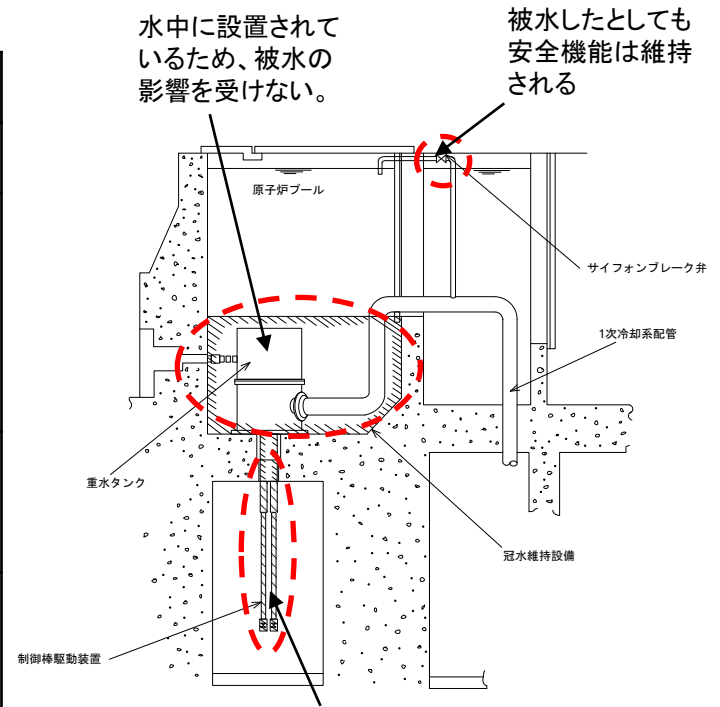 水中に設置されて
いるため、被水の
影響を受けない。
被水したとしても
安全機能は維持
される
原子炉プール
サイフォンブレーク弁
1次冷却系配管
重水タンク
冠水維持設備
制御棒駆動装置